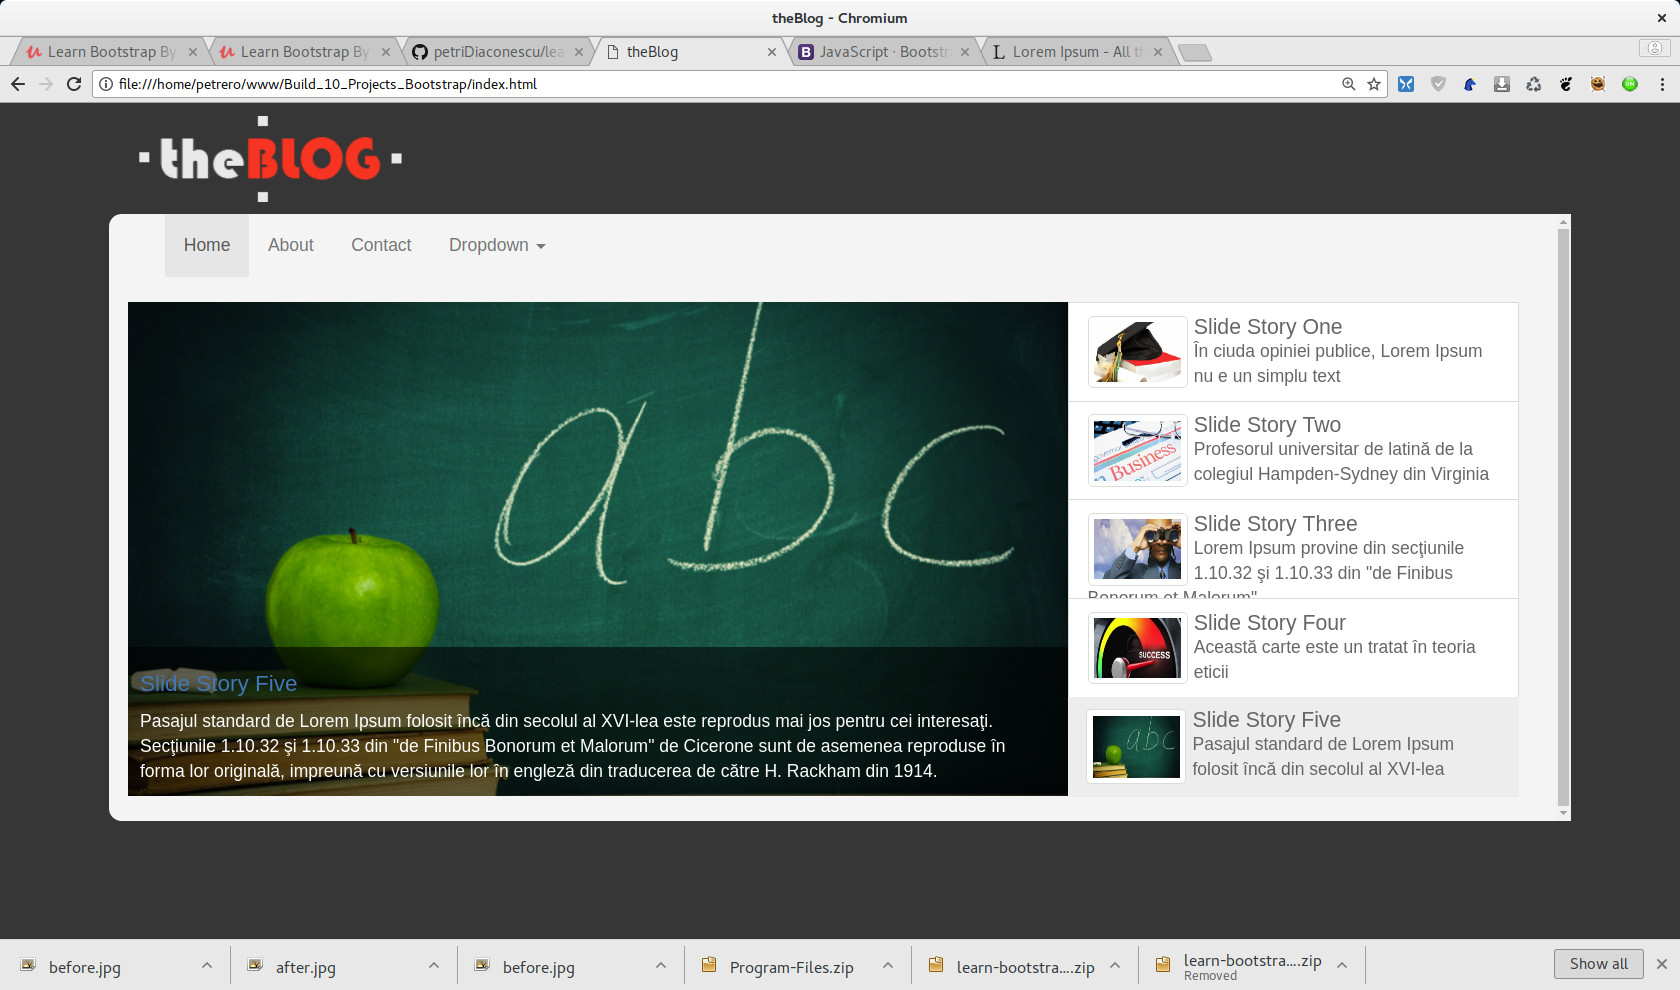 theBlog - Chromium
Learn Bootstrap By
Learn Bootstrap By
petriDiaconescu/lea
theBlog
JavaScript · Bootstr
Lorem Ipsum - All t
file:///home/petrero/www/Build_10_Projects_Bootstrap/index.html
theBLOG
Home
About
Contact
Dropdown
abc
Slide Story Five
Pasajul standard de Lorem Ipsum folosit încă din secolul al XVI-lea este reprodus mai jos pentru cei interesaţi.
Secţiunile 1.10.32 şi 1.10.33 din "de Finibus Bonorum et Malorum" de Cicerone sunt de asemenea reproduse în
forma lor originală, impreună cu versiunile lor în engleză din traducerea de către H. Rackham din 1914.
Slide Story One
În ciuda opiniei publice, Lorem Ipsum
nu e un simplu text
Business
Slide Story Two
Profesorul universitar de latină de la
colegiul Hampden-Sydney din Virginia
Slide Story Three
Lorem Ipsum provine din secţiunile
1.10.32 şi 1.10.33 din "de Finibus
Bonorum et Malorum"
SUCCESS
Slide Story Four
Această carte este un tratat în teoria
eticii
abc
Slide Story Five
Pasajul standard de Lorem Ipsum
folosit încă din secolul al XVI-lea
before.jpg
after.jpg
before.jpg
Program-Files.zip
learn-bootstra....zip
learn-bootstra....zip
Removed
Show all